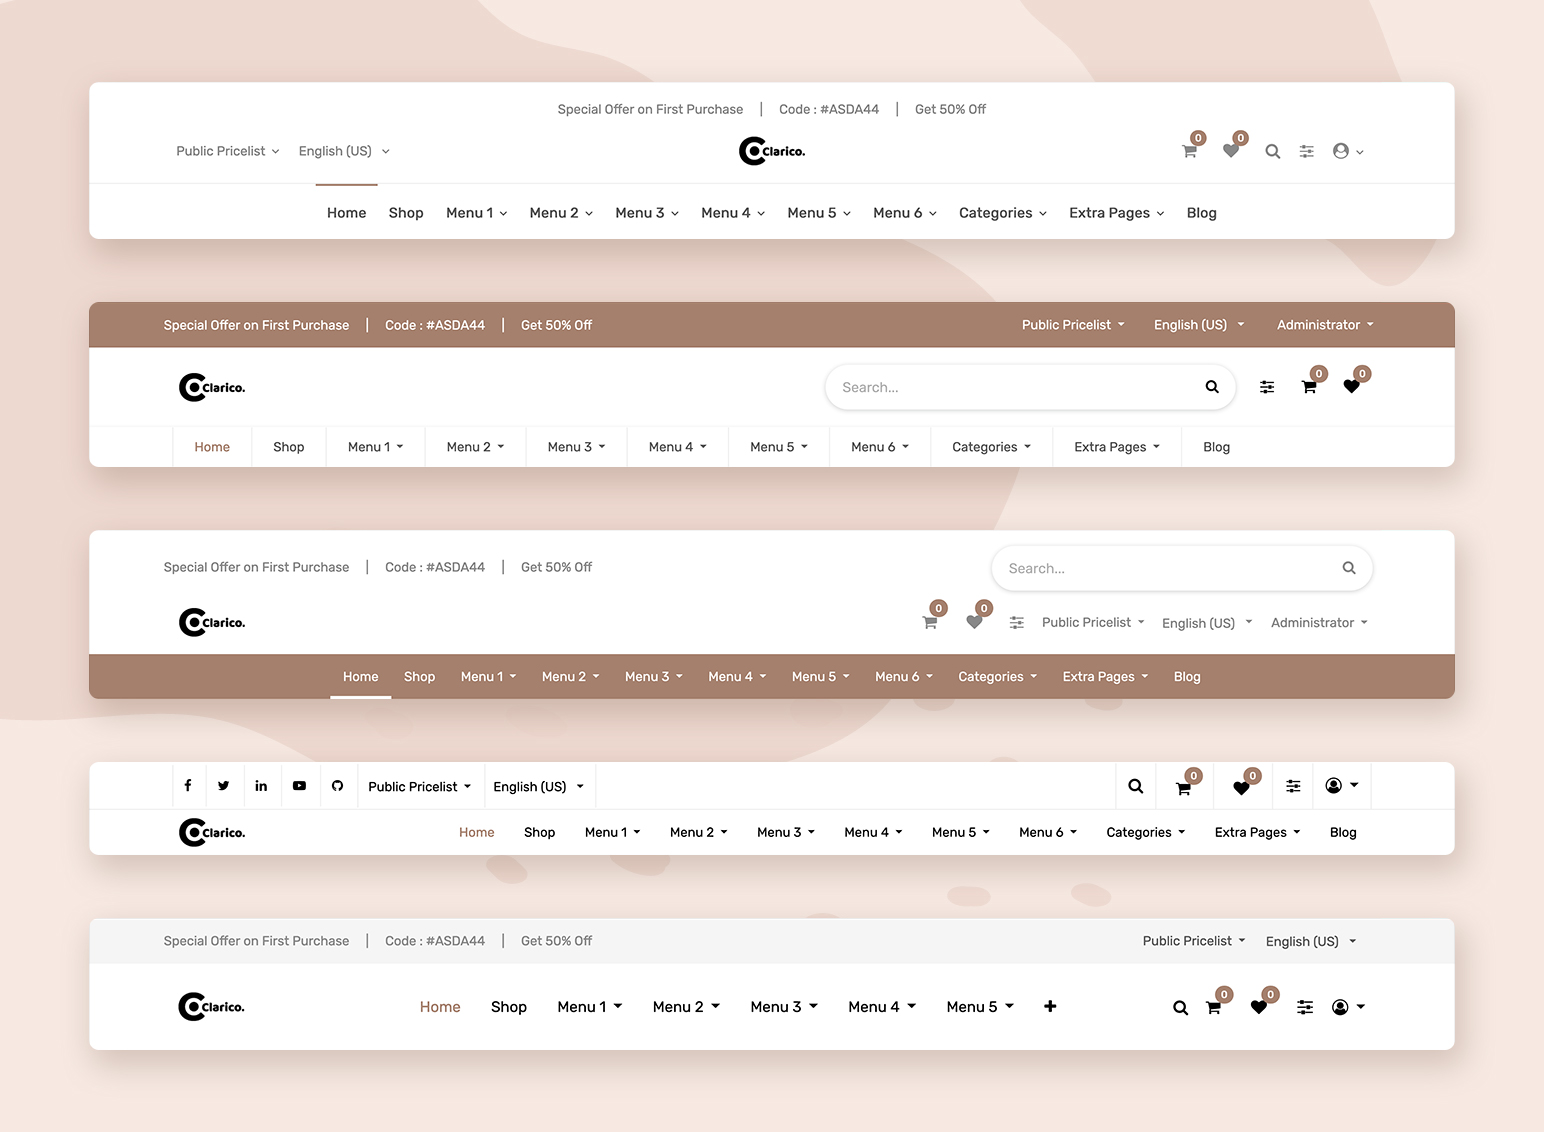 Special Offer on First Purchase | Code : #ASDA44 | Get 50% Off
Public Pricelist English (US) Clarico. 0 0
Home Shop Menu 1 Menu 2 Menu 3 Menu 4 Menu 5 Menu 6 Categories Extra Pages Blog
Special Offer on First Purchase | Code : #ASDA44 | Get 50% Off Public Pricelist English (US) Administrator
Clarico. Search... 0 0
Home Shop Menu 1 Menu 2 Menu 3 Menu 4 Menu 5 Menu 6 Categories Extra Pages Blog
Special Offer on First Purchase | Code : #ASDA44 | Get 50% Off Search...
Clarico. 0 0 Public Pricelist English (US) Administrator
Home Shop Menu 1 Menu 2 Menu 3 Menu 4 Menu 5 Menu 6 Categories Extra Pages Blog
Public Pricelist English (US) 0 0
Clarico. Home Shop Menu 1 Menu 2 Menu 3 Menu 4 Menu 5 Menu 6 Categories Extra Pages Blog
Special Offer on First Purchase | Code : #ASDA44 | Get 50% Off Public Pricelist English (US)
Clarico. Home Shop Menu 1 Menu 2 Menu 3 Menu 4 Menu 5 + 0 0